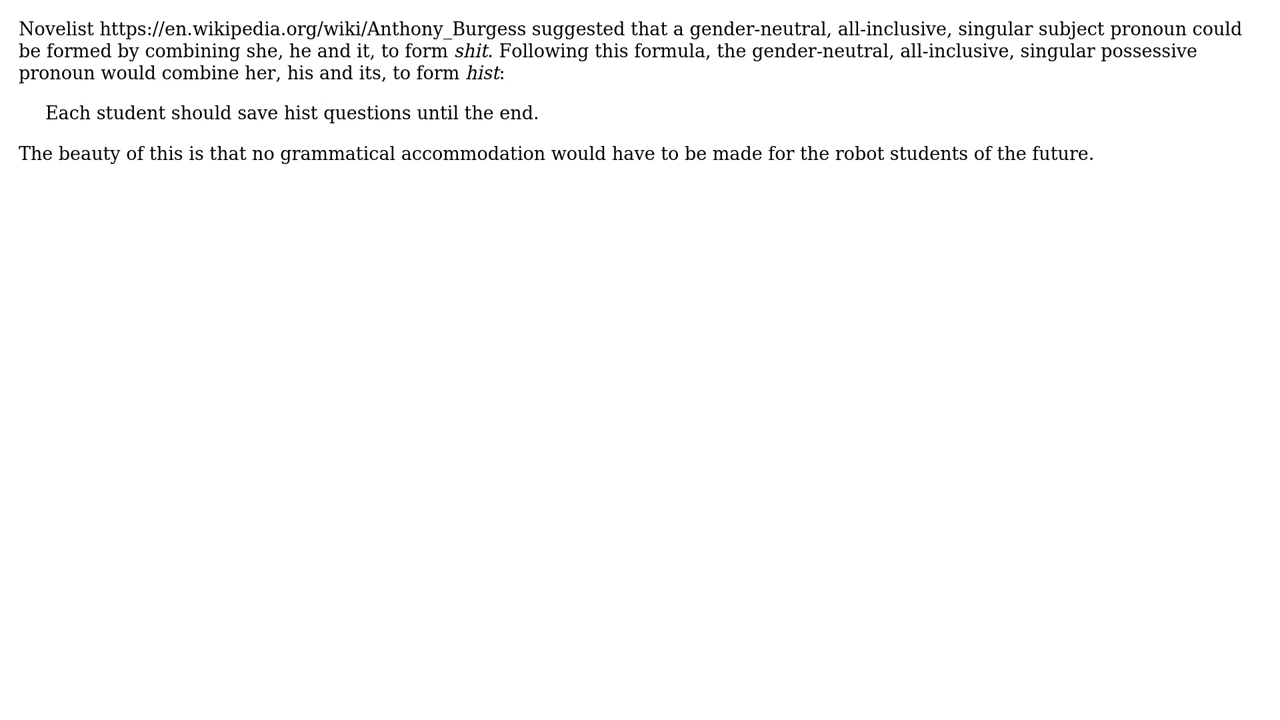 Novelist https://en.wikipedia.org/wiki/Anthony_Burgess suggested that a gender-neutral, all-inclusive, singular subject pronoun could
be formed by combining she, he and it, to form shit. Following this formula, the gender-neutral, all-inclusive, singular possessive
pronoun would combine her, his and its, to form hist:
Each student should save hist questions until the end.
The beauty of this is that no grammatical accommodation would have to be made for the robot students of the future.